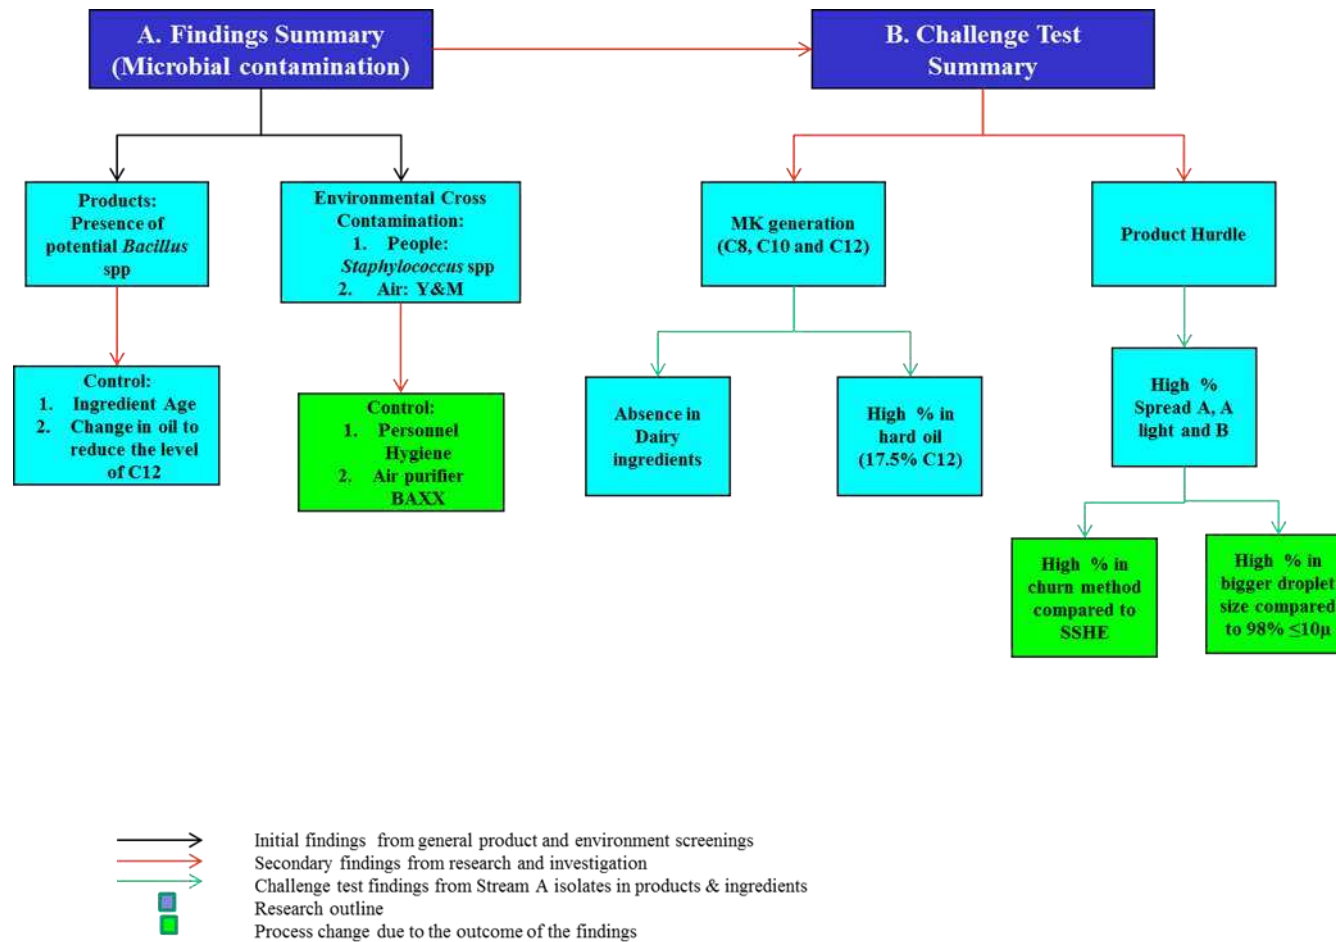 A. Findings Summary
(Microbial contamination)
B. Challenge Test
Summary
Products:
Presence of
potential Bacillus
spp
Environmental Cross
Contamination:
1. People:
Staphylococcus spp
2. Air: Y&M
MK generation
(C8, C10 and C12)
Product Hurdle
Control:
1. Ingredient Age
2. Change in oil to
reduce the level
of C12
Control:
1. Personnel
Hygiene
2. Air purifier
BAXX
Absence in
Dairy
ingredients
High % in
hard oil
(17.5% C12)
High %
Spread A, A
light and B
High % in
churn method
compared to
SSHE
High % in
bigger droplet
size compared
to 98% ≤10µ
Initial findings from general product and environment screenings
Secondary findings from research and investigation
Challenge test findings from Stream A isolates in products & ingredients
Research outline
Process change due to the outcome of the findings